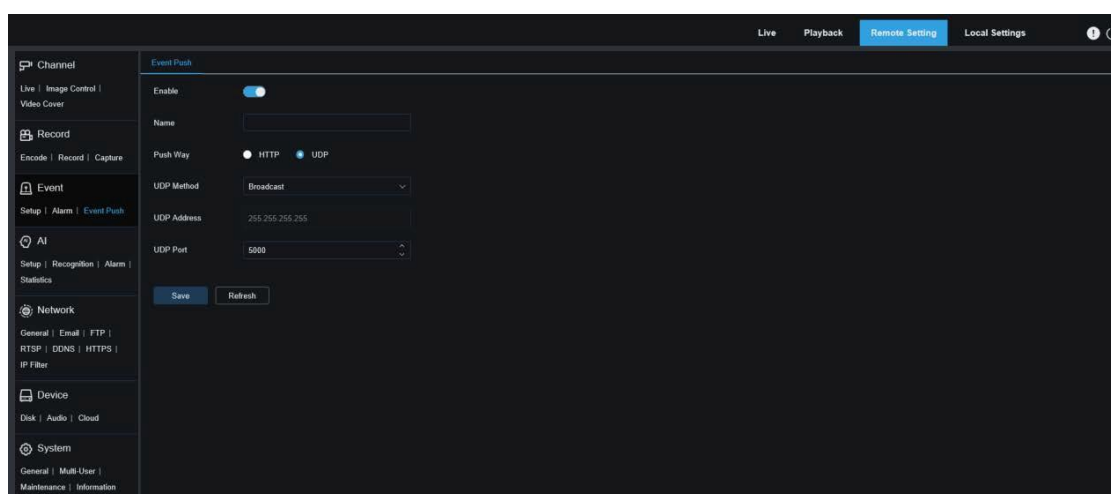 Live Playback Remote Setting Local Settings
Channel
Live | Image Control |
Video Cover
Record
Encode | Record | Capture
Event
Setup | Alarm | Event Push
AI
Setup | Recognition | Alarm |
Statistics
Network
General | Email | FTP |
RTSP | DDNS | HTTPS |
IP Filter
Device
Disk | Audio | Cloud
System
General | Multi-User |
Maintenance | Information
Event Push
Enable
Name
Push Way HTTP UDP
UDP Method Broadcast
UDP Address 255.255.255.255
UDP Port 5000
Save Refresh